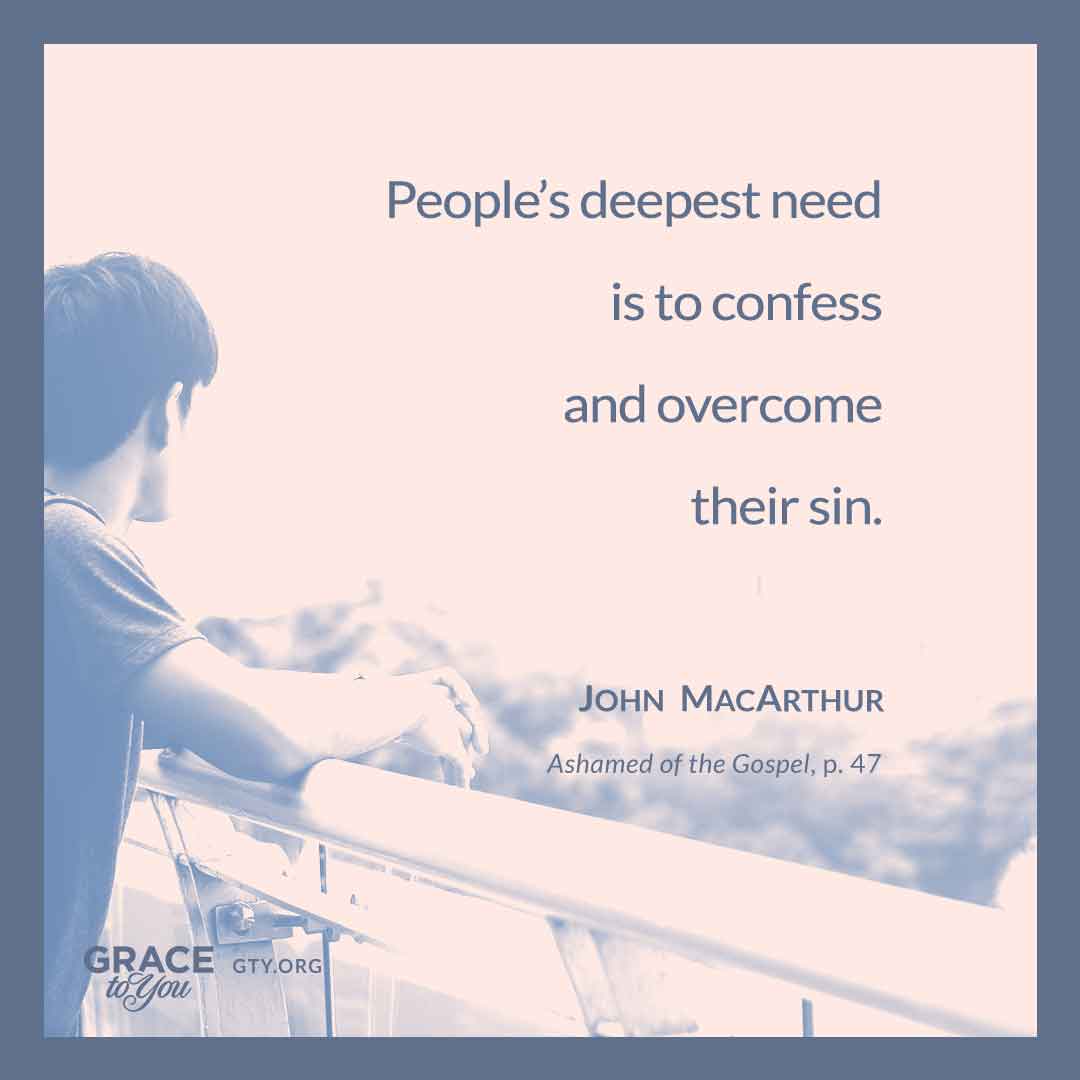 People’s deepest need
is to confess
and overcome
their sin.
John MacArthur
Ashamed of the Gospel, p. 47
GRACE
to You
GTY.ORG